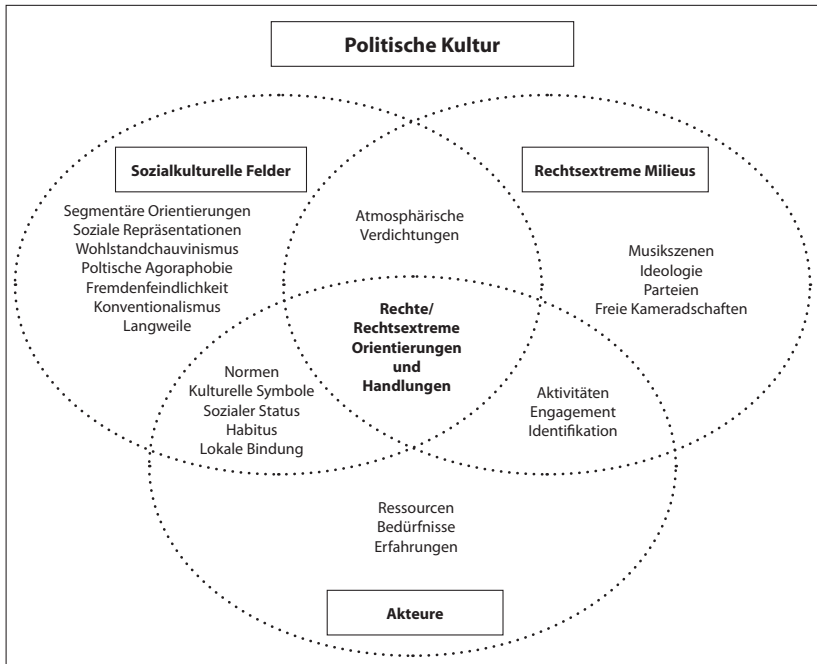 Politische Kultur
Sozialkulturelle Felder
Segmentäre Orientierungen
Soziale Repräsentationen
Wohlstandchauvinismus
Poltische Agoraphobie
Fremdenfeindlichkeit
Konventionalismus
Langweile
Atmosphärische
Verdichtungen
Rechtsextreme Milieus
Musikszenen
Ideologie
Parteien
Freie Kameradschaften
Rechte/
Rechtsextreme
Orientierungen
und
Handlungen
Normen
Kulturelle Symbole
Sozialer Status
Habitus
Lokale Bindung
Aktivitäten
Engagement
Identifikation
Ressourcen
Bedürfnisse
Erfahrungen
Akteure